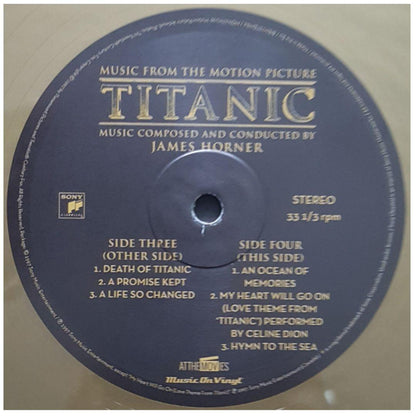 MUSIC FROM THE MOTION PICTURE
TITANIC
MUSIC COMPOSED AND CONDUCTED BY
JAMES HORNER
SONY
CLASSICAL
STEREO
33 1/3 rpm
SIDE THREE
(OTHER SIDE)
1. DEATH OF TITANIC
2. A PROMISE KEPT
3. A LIFE SO CHANGED
SIDE FOUR
(THIS SIDE)
1. AN OCEAN OF
MEMORIES
2. MY HEART WILL GO ON
(LOVE THEME FROM
"TITANIC") PERFORMED
BY CELINE DION
3. HYMN TO THE SEA
AT THE MOVIES
Music On Vinyl